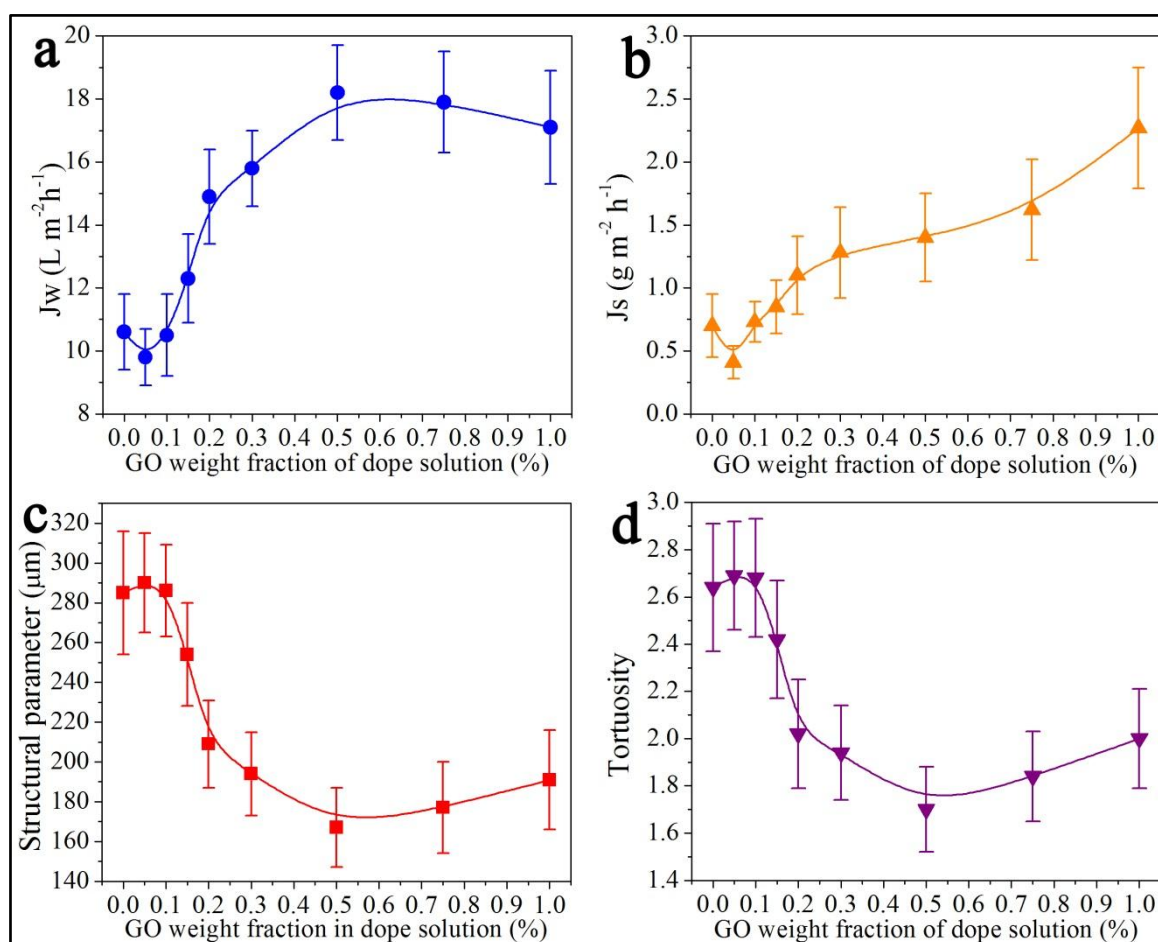 a
20
18
16
14
12
10
8
Jw (L m⁻²h⁻¹)
0.0 0.1 0.2 0.3 0.4 0.5 0.6 0.7 0.8 0.9 1.0
GO weight fraction of dope solution (%)
b
3.0
2.5
2.0
1.5
1.0
0.5
0.0
Js (g m⁻² h⁻¹)
0.0 0.1 0.2 0.3 0.4 0.5 0.6 0.7 0.8 0.9 1.0
GO weight fraction of dope solution (%)
c
320
300
280
260
240
220
200
180
160
140
Structural parameter (μm)
0.0 0.1 0.2 0.3 0.4 0.5 0.6 0.7 0.8 0.9 1.0
GO weight fraction in dope solution (%)
d
3.0
2.8
2.6
2.4
2.2
2.0
1.8
1.6
1.4
Tortuosity
0.0 0.1 0.2 0.3 0.4 0.5 0.6 0.7 0.8 0.9 1.0
GO weight fraction of dope solution (%)